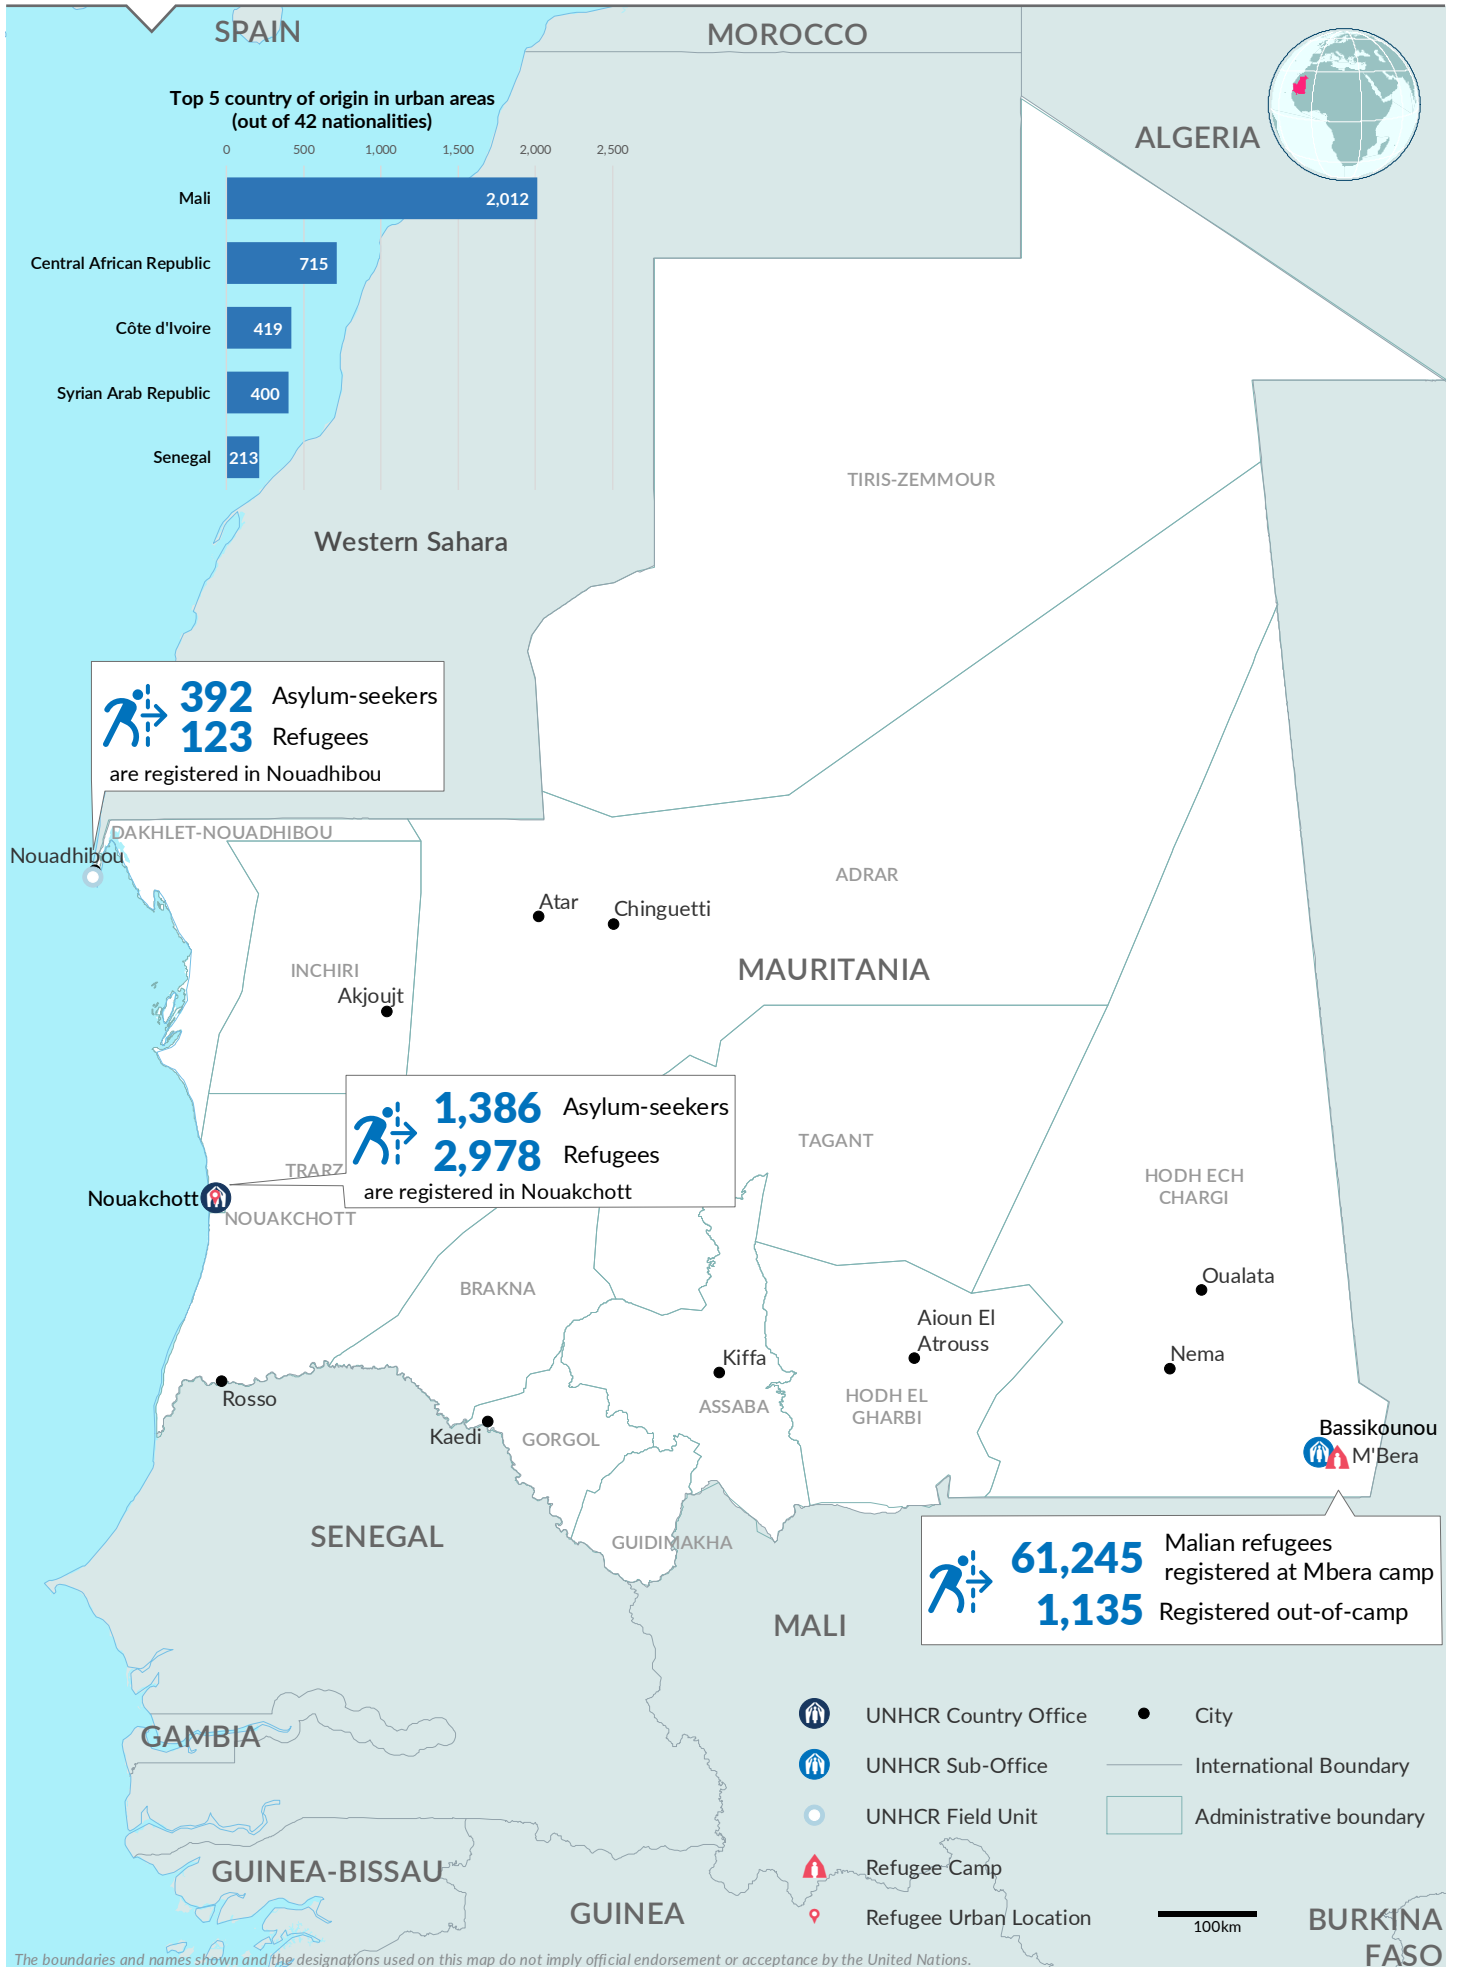 SPAIN
MOROCCO
ALGERIA
Top 5 country of origin in urban areas
(out of 42 nationalities)
0 500 1,000 1,500 2,000 2,500
Mali 2,012
Central African Republic 715
Côte d'Ivoire 419
Syrian Arab Republic 400
Senegal 213
TIRIS-ZEMMOUR
Western Sahara
392 Asylum-seekers
123 Refugees
are registered in Nouadhibou
DAKHLET-NOUADHIBOU
Nouadhibou
ADRAR
Atar
Chinguetti
MAURITANIA
INCHIRI
Akjoujt
1,386 Asylum-seekers
2,978 Refugees
are registered in Nouakchott
TAGANT
TRARZ
HODH ECH
CHARGI
Nouakchott
NOUAKCHOTT
BRAKNA
Oualata
Aioun El
Atrouss
Kiffa
Nema
Rosso
ASSABA
HODH EL
GHARBI
Kaedi
GORGOL
Bassikounou
M'Bera
SENEGAL
GUIDIMAKHA
61,245 Malian refugees
registered at Mbera camp
1,135 Registered out-of-camp
MALI
UNHCR Country Office
City
GAMBIA
UNHCR Sub-Office
International Boundary
UNHCR Field Unit
Administrative boundary
GUINEA-BISSAU
Refugee Camp
GUINEA
Refugee Urban Location
100km
BURKINA
FASO
The boundaries and names shown and the designations used on this map do not imply official endorsement or acceptance by the United Nations.